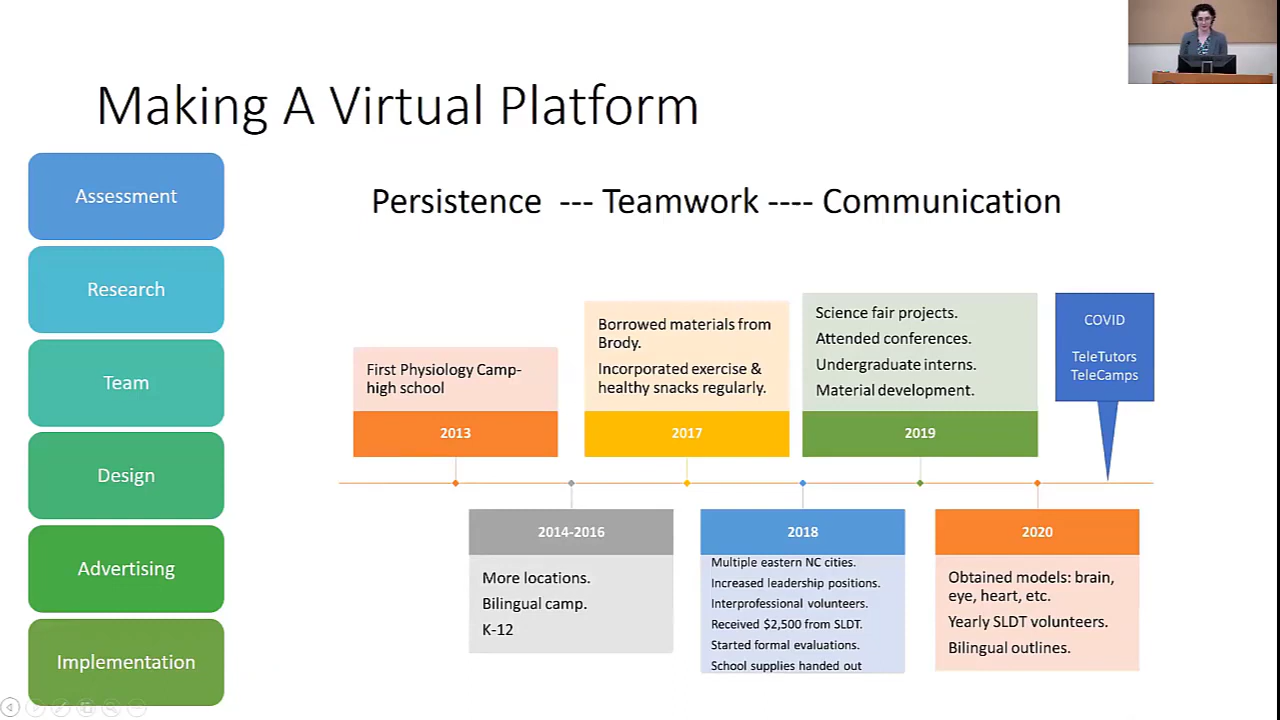 Making A Virtual Platform
Assessment
Research
Team
Design
Advertising
Implementation
Persistence --- Teamwork ---- Communication
First Physiology Camp-
high school
2013
2014-2016
More locations.
Bilingual camp.
K-12
Borrowed materials from
Brody.
Incorporated exercise &
healthy snacks regularly.
2017
2018
Multiple eastern NC cities.
Increased leadership positions.
Interprofessional volunteers.
Received $2,500 from SLDT.
Started formal evaluations.
School supplies handed out
Science fair projects.
Attended conferences.
Undergraduate interns.
Material development.
2019
2020
Obtained models: brain,
eye, heart, etc.
Yearly SLDT volunteers.
Bilingual outlines.
COVID
TeleTutors
TeleCamps